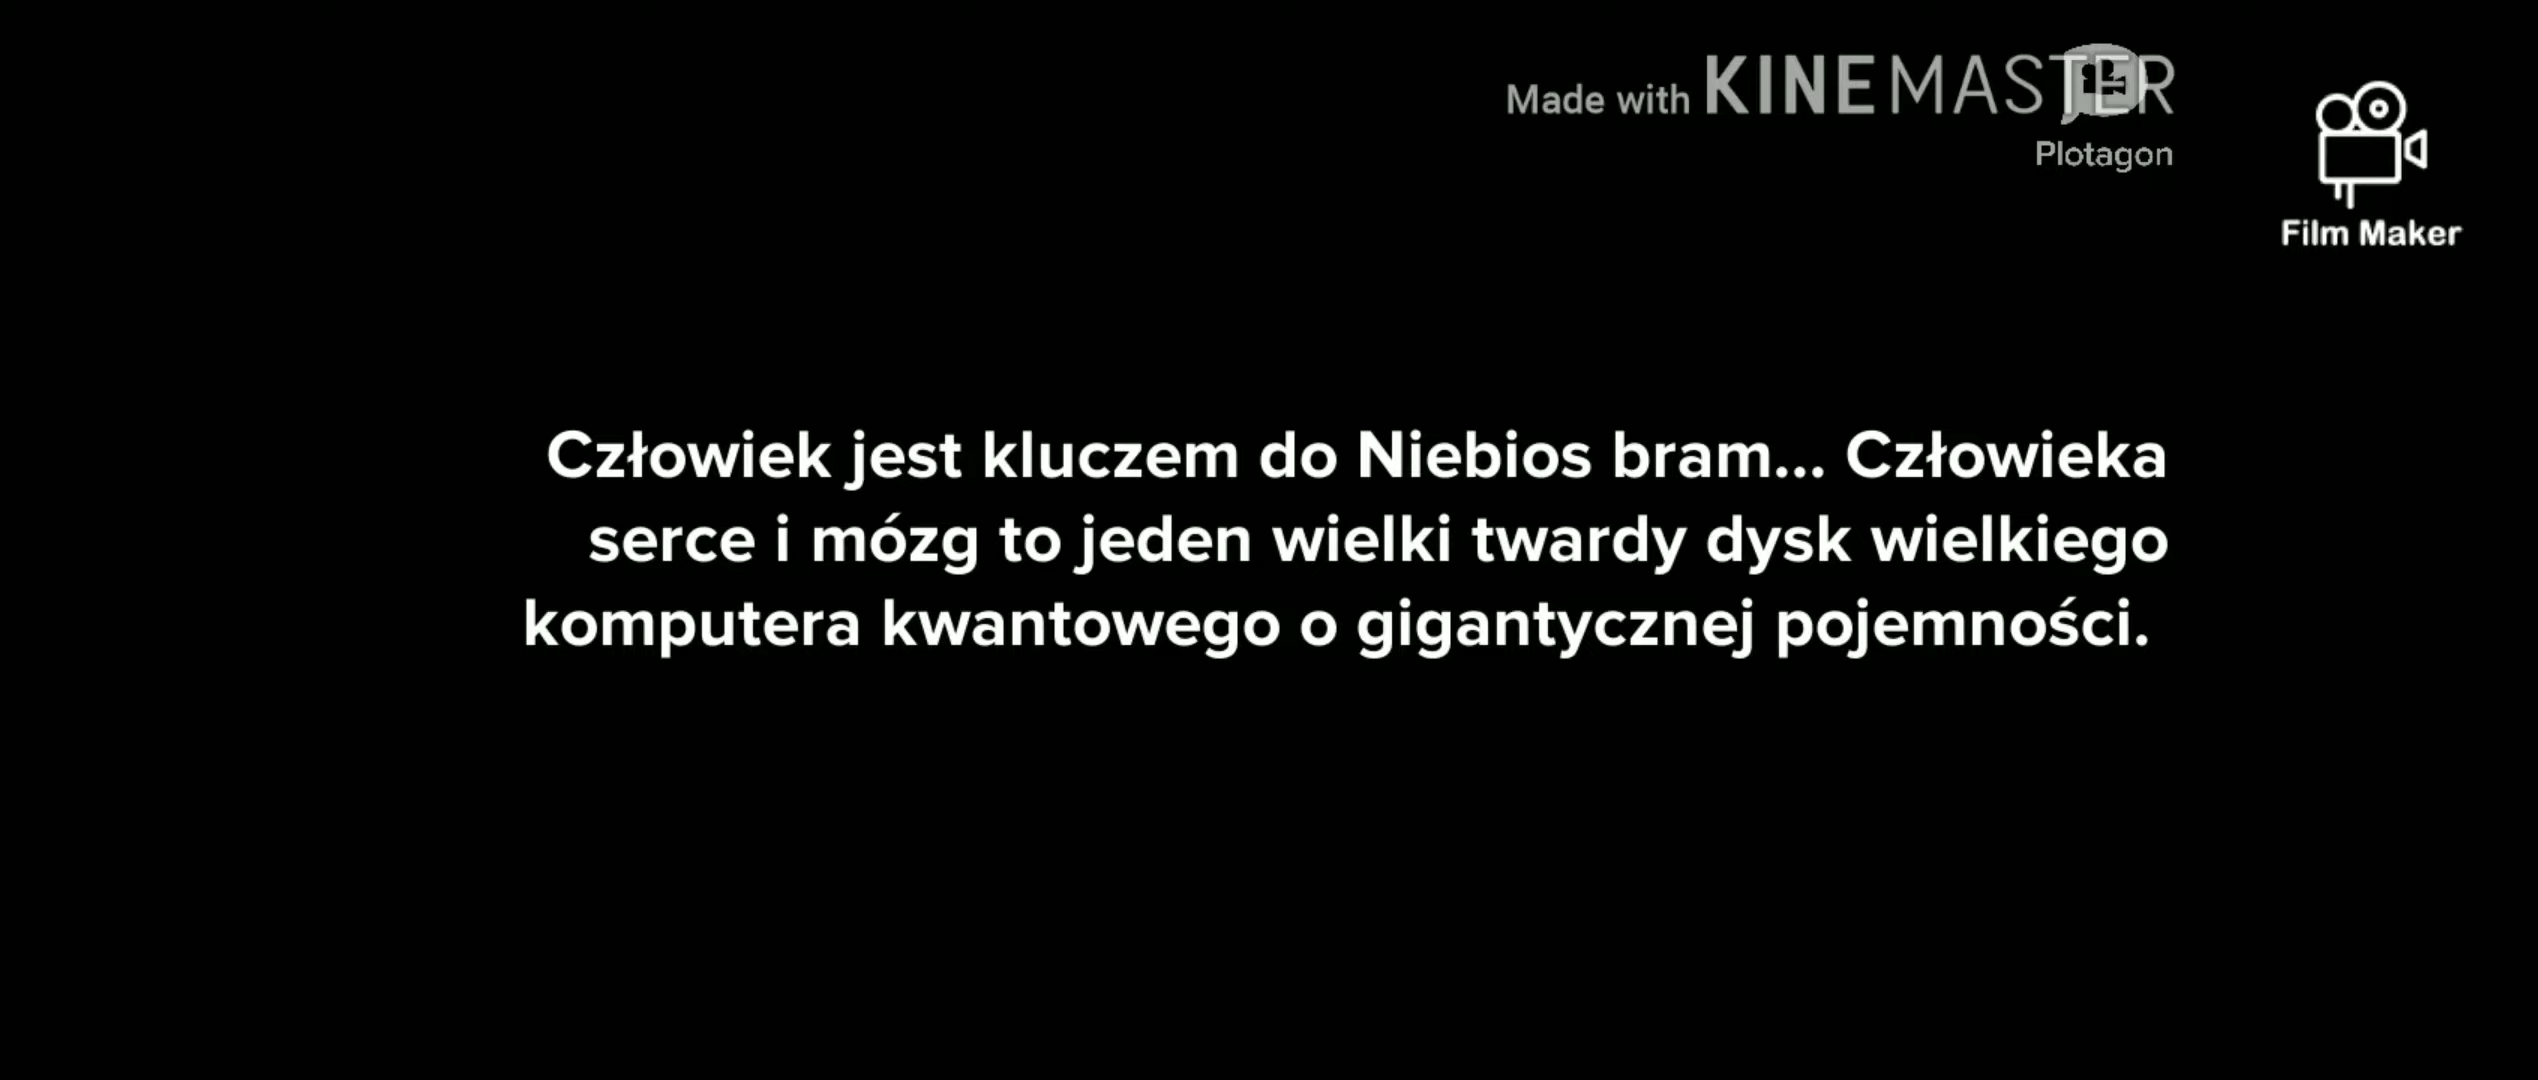 Made with KINEMASTER
Plotagon
Film Maker
Człowiek jest kluczem do Niebios bram... Człowieka
serce i mózg to jeden wielki twardy dysk wielkiego
komputera kwantowego o gigantycznej pojemności.